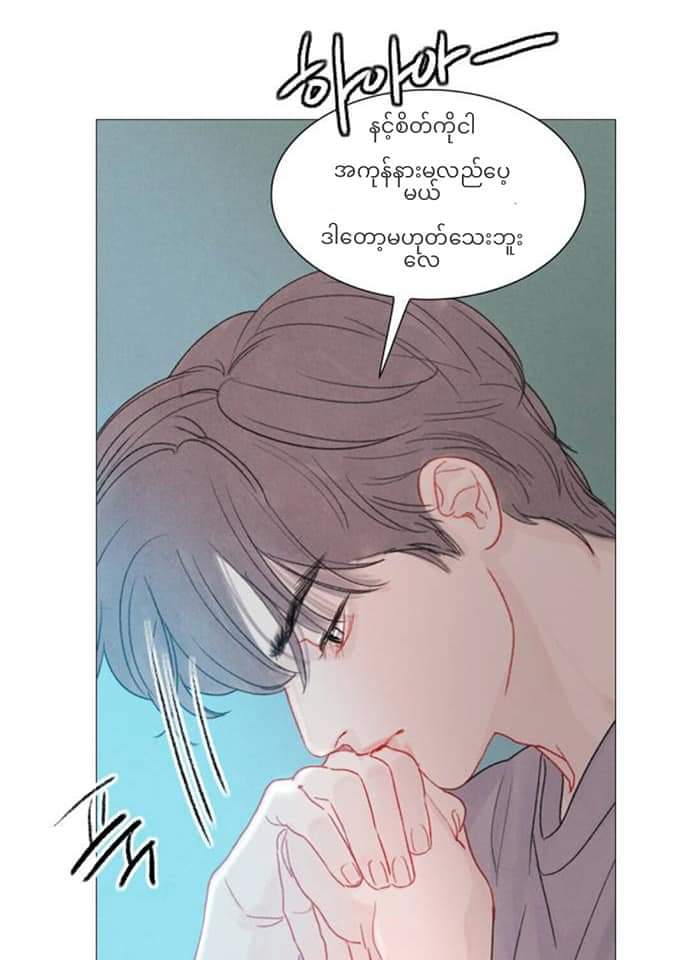 하아아—
နင့်စိတ်ကိုငါ
အကုန်နားမလည်ပေ့
မယ်
ဒါတော့မဟုတ်သေးဘူး
လေ